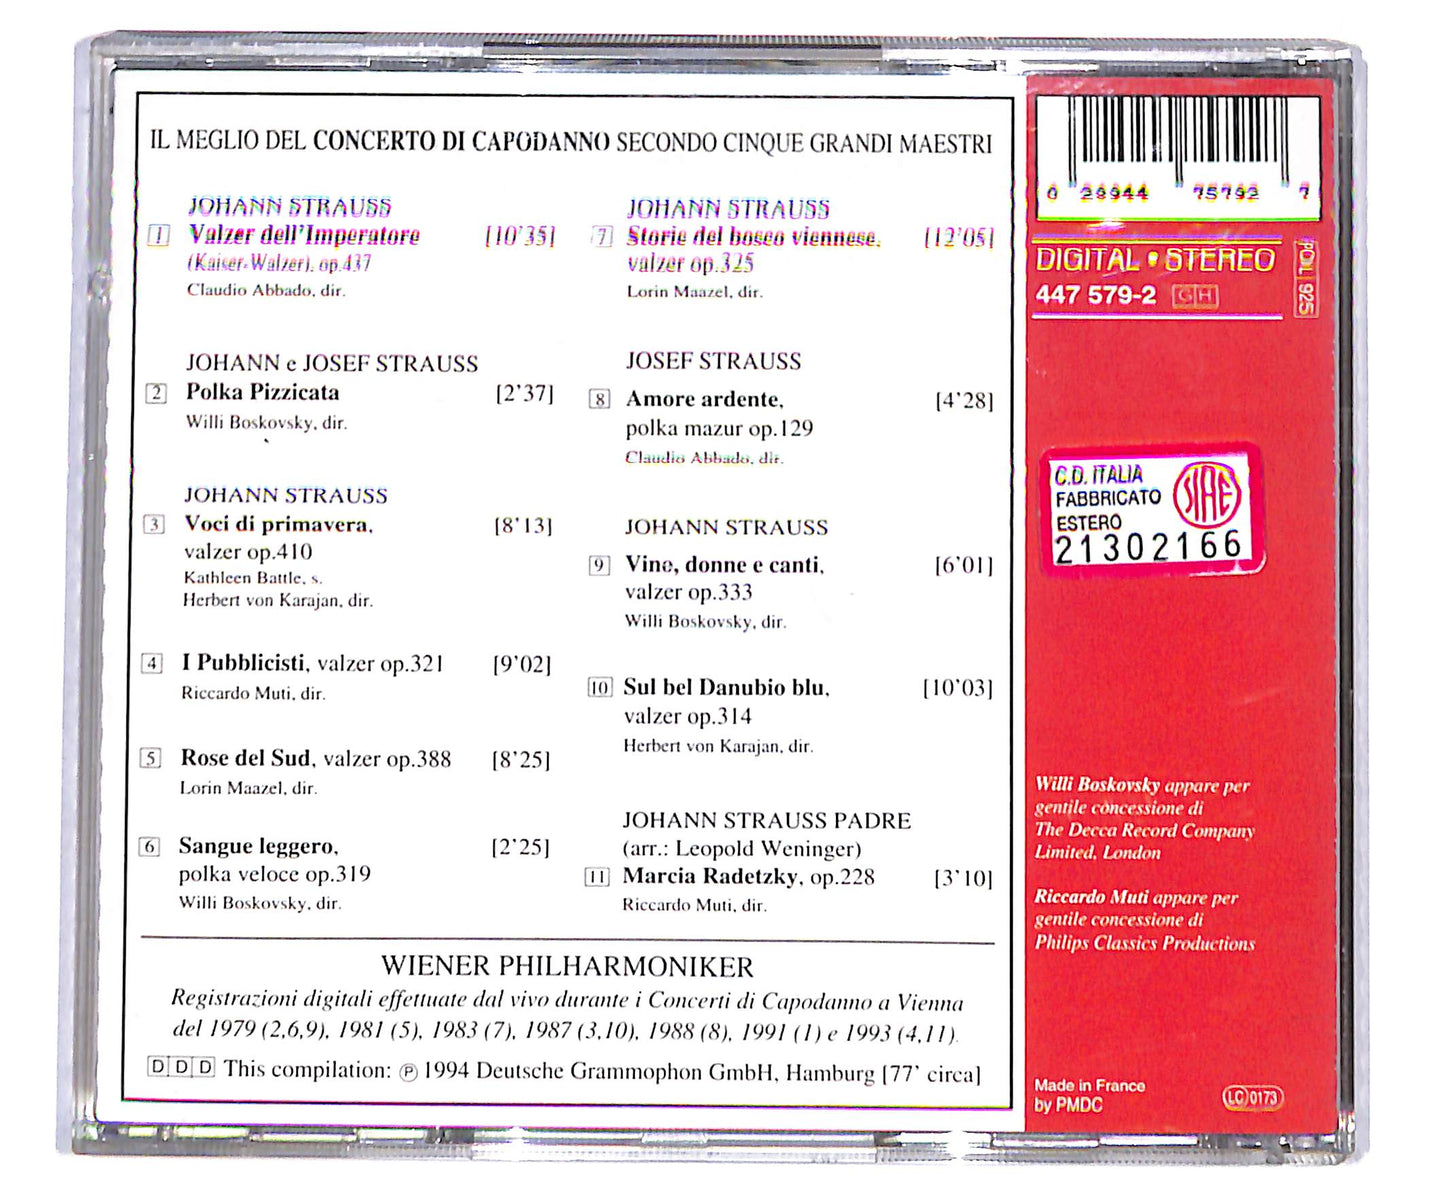 IL MEGLIO DEL CONCERTO DI CAPODANNO SECONDO CINQUE GRANDI MAESTRI
JOHANN STRAUSS
1 Valzer dell'Imperatore [10'35]
(Kaiser-Walzer), op.437
Claudio Abbado, dir.
JOHANN e JOSEF STRAUSS
2 Polka Pizzicata [2'37]
Willi Boskovsky, dir.
JOHANN STRAUSS
3 Voci di primavera, [8'13]
valzer op.410
Kathleen Battle, s.
Herbert von Karajan, dir.
4 I Pubblicisti, valzer op.321 [9'02]
Riccardo Muti, dir.
5 Rose del Sud, valzer op.388 [8'25]
Lorin Maazel, dir.
6 Sangue leggero, [2'25]
polka veloce op.319
Willi Boskovsky, dir.
JOHANN STRAUSS
7 Storie del bosco viennese, [12'05]
valzer op.325
Lorin Maazel, dir.
JOSEF STRAUSS
8 Amore ardente, [4'28]
polka mazur op.129
Claudio Abbado, dir.
JOHANN STRAUSS
9 Vino, donne e canti, [6'01]
valzer op.333
Willi Boskovsky, dir.
10 Sul bel Danubio blu, [10'03]
valzer op.314
Herbert von Karajan, dir.
JOHANN STRAUSS PADRE
(arr.: Leopold Weninger)
11 Marcia Radetzky, op.228 [3'10]
Riccardo Muti, dir.
WIENER PHILHARMONIKER
Registrazioni digitali effettuate dal vivo durante i Concerti di Capodanno a Vienna
del 1979 (2,6,9), 1981 (5), 1983 (7), 1987 (3,10), 1988 (8), 1991 (1) e 1993 (4,11).
DDD This compilation: ℗ 1994 Deutsche Grammophon GmbH, Hamburg [77' circa]
0 28944 75792 7
DIGITAL • STEREO
447 579-2 GH
POL 925
C.D. ITALIA
FABBRICATO
ESTERO
SIAE
21302166
Willi Boskovsky appare per
gentile concessione di
The Decca Record Company
Limited, London
Riccardo Muti appare per
gentile concessione di
Philips Classics Productions
Made in France
by PMDC
LC 0173